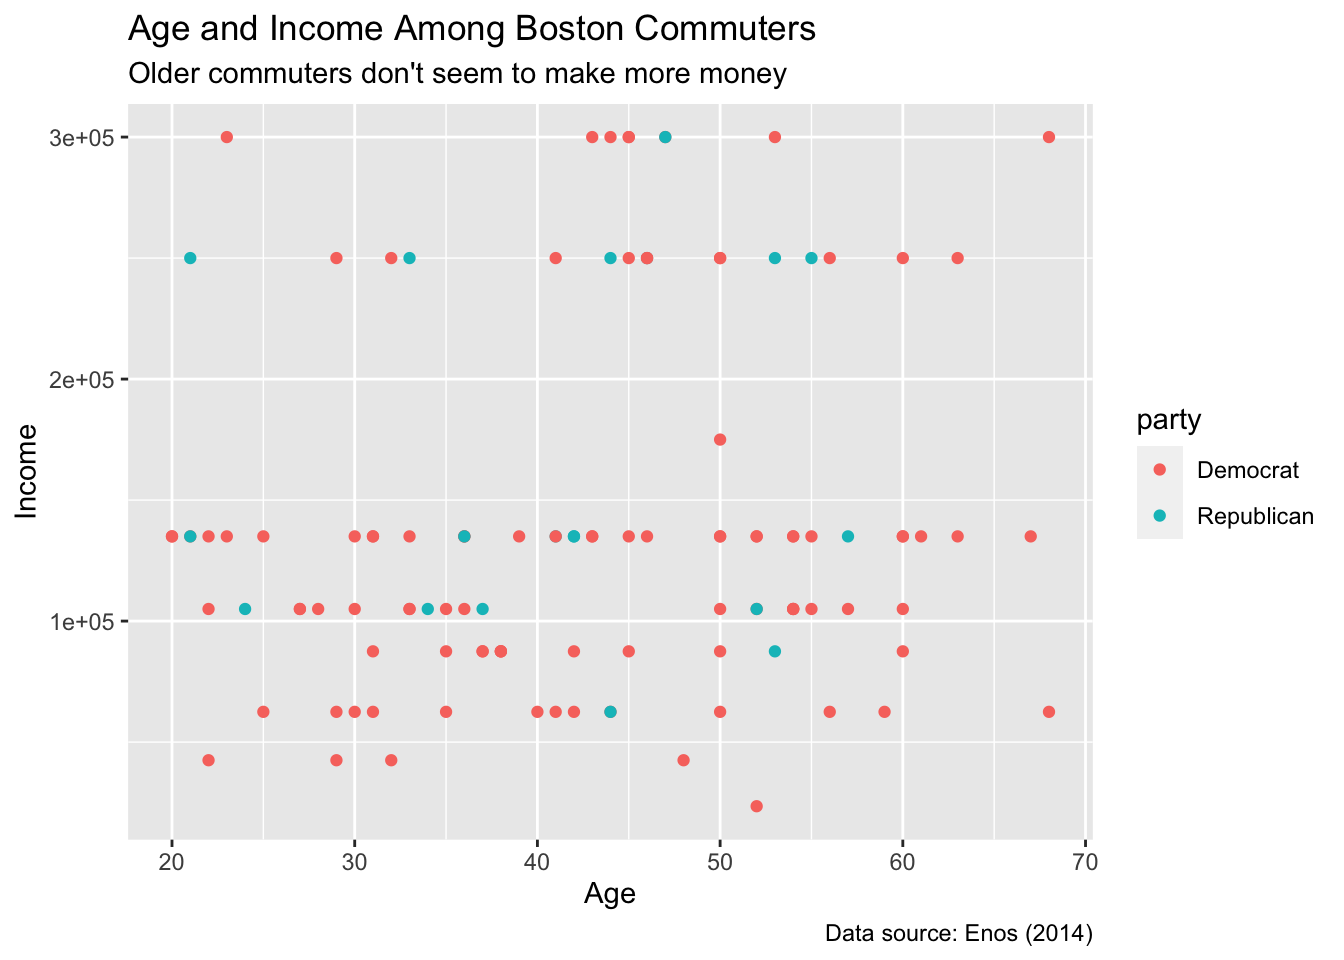 Age and Income Among Boston Commuters
Older commuters don't seem to make more money
3e+05
2e+05
1e+05
Income
20 30 40 50 60 70
Age
party
Democrat
Republican
Data source: Enos (2014)